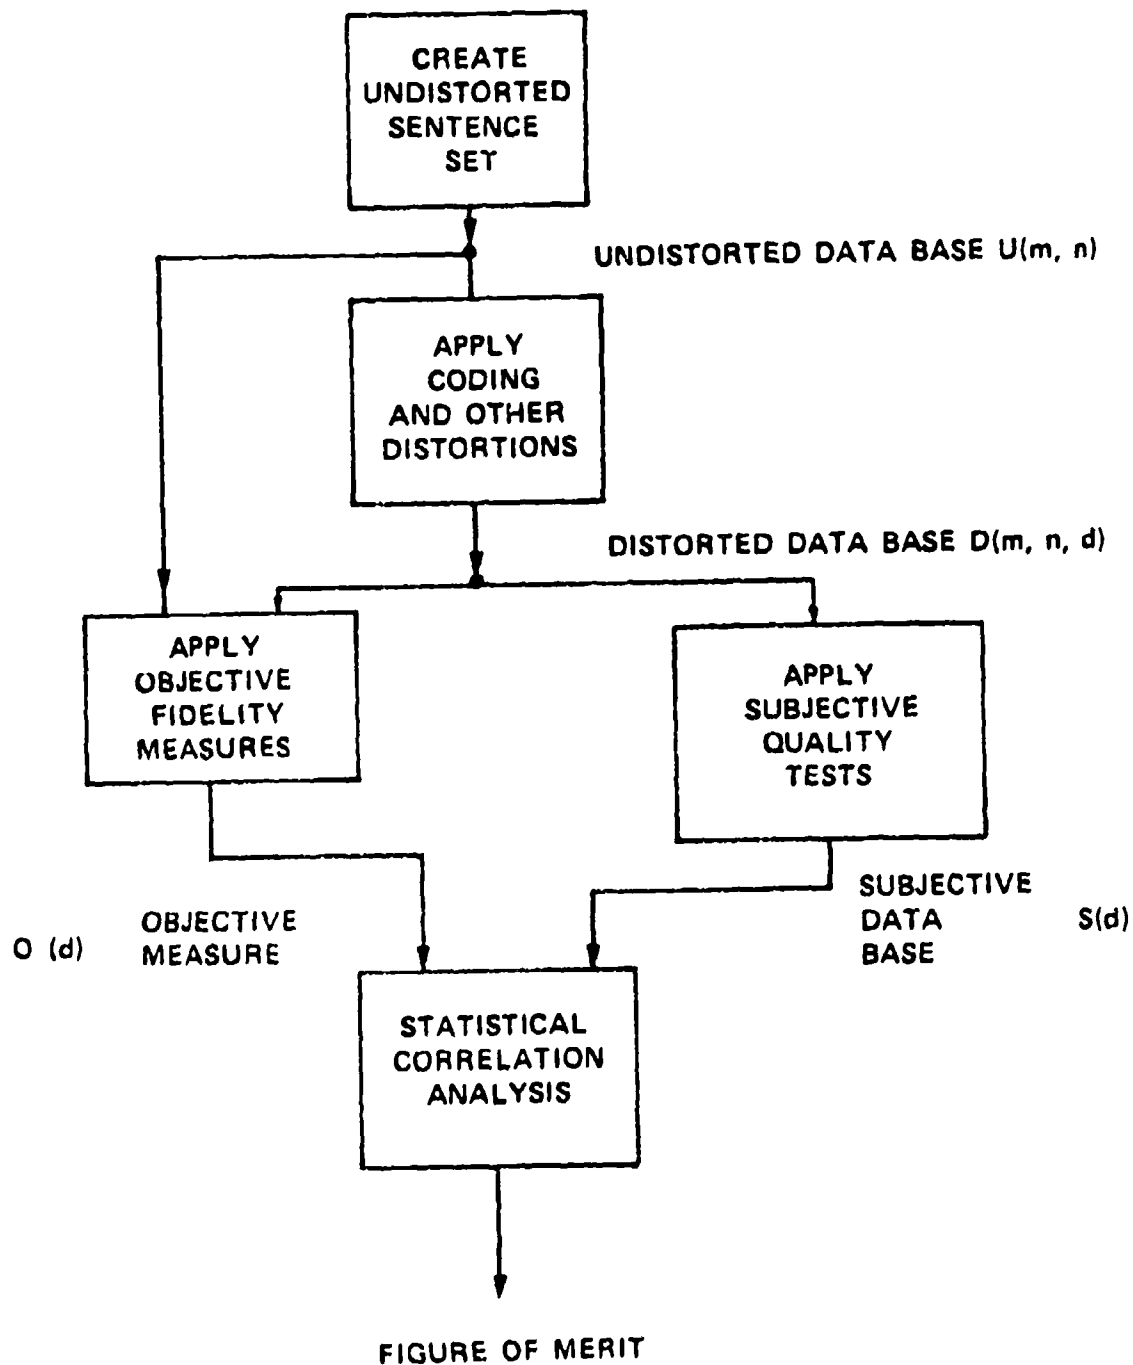 CREATE
UNDISTORTED
SENTENCE
SET
UNDISTORTED DATA BASE U(m, n)
APPLY
CODING
AND OTHER
DISTORTIONS
DISTORTED DATA BASE D(m, n, d)
APPLY
OBJECTIVE
FIDELITY
MEASURES
APPLY
SUBJECTIVE
QUALITY
TESTS
O (d)
OBJECTIVE
MEASURE
SUBJECTIVE
DATA
BASE
S(d)
STATISTICAL
CORRELATION
ANALYSIS
FIGURE OF MERIT